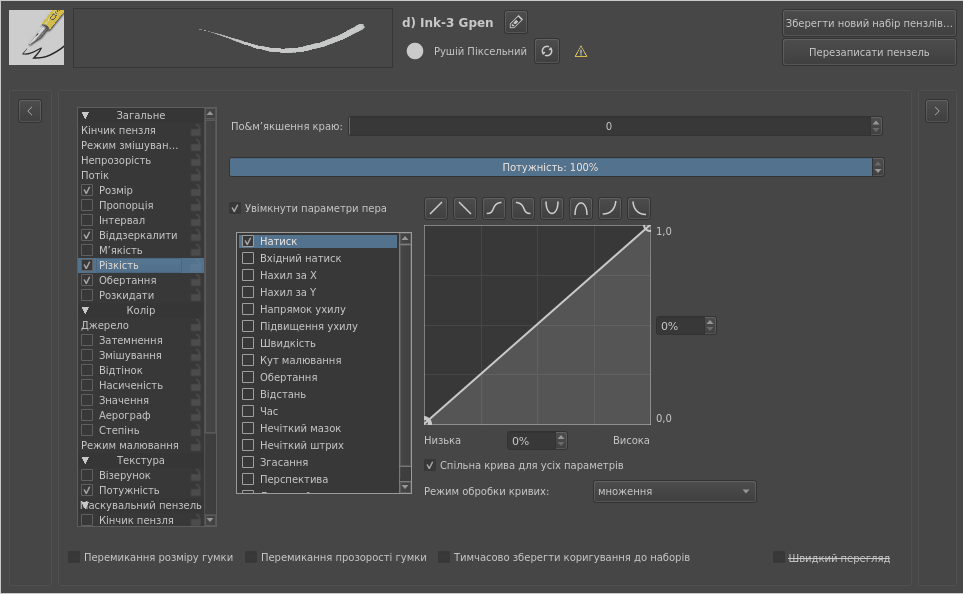 d) Ink-3 Gpen
Рушій Піксельний
Зберегти новий набір пензлів...
Перезаписати пензель
Загальне
Кінчик пензля
Режим змішуван...
Непрозорість
Потік
Розмір
Пропорція
Інтервал
Віддзеркалити
М’якість
Різкість
Обертання
Розкидати
Колір
Джерело
Затемнення
Змішування
Відтінок
Насиченість
Значення
Аерограф
Степінь
Режим малювання
Текстура
Візерунок
Потужність
Маскувальний пензель
Кінчик пензля
По&м’якшення краю:
0
Потужність: 100%
Увімкнути параметри пера
Натиск
Вхідний натиск
Нахил за X
Нахил за Y
Напрямок ухилу
Підвищення ухилу
Швидкість
Кут малювання
Обертання
Відстань
Час
Нечіткий мазок
Нечіткий штрих
Згасання
Перспектива
1,0
0%
0,0
Низька
0%
Висока
Спільна крива для усіх параметрів
Режим обробки кривих:
множення
Перемикання розміру гумки
Перемикання прозорості гумки
Тимчасово зберегти коригування до наборів
Швидкий перегляд